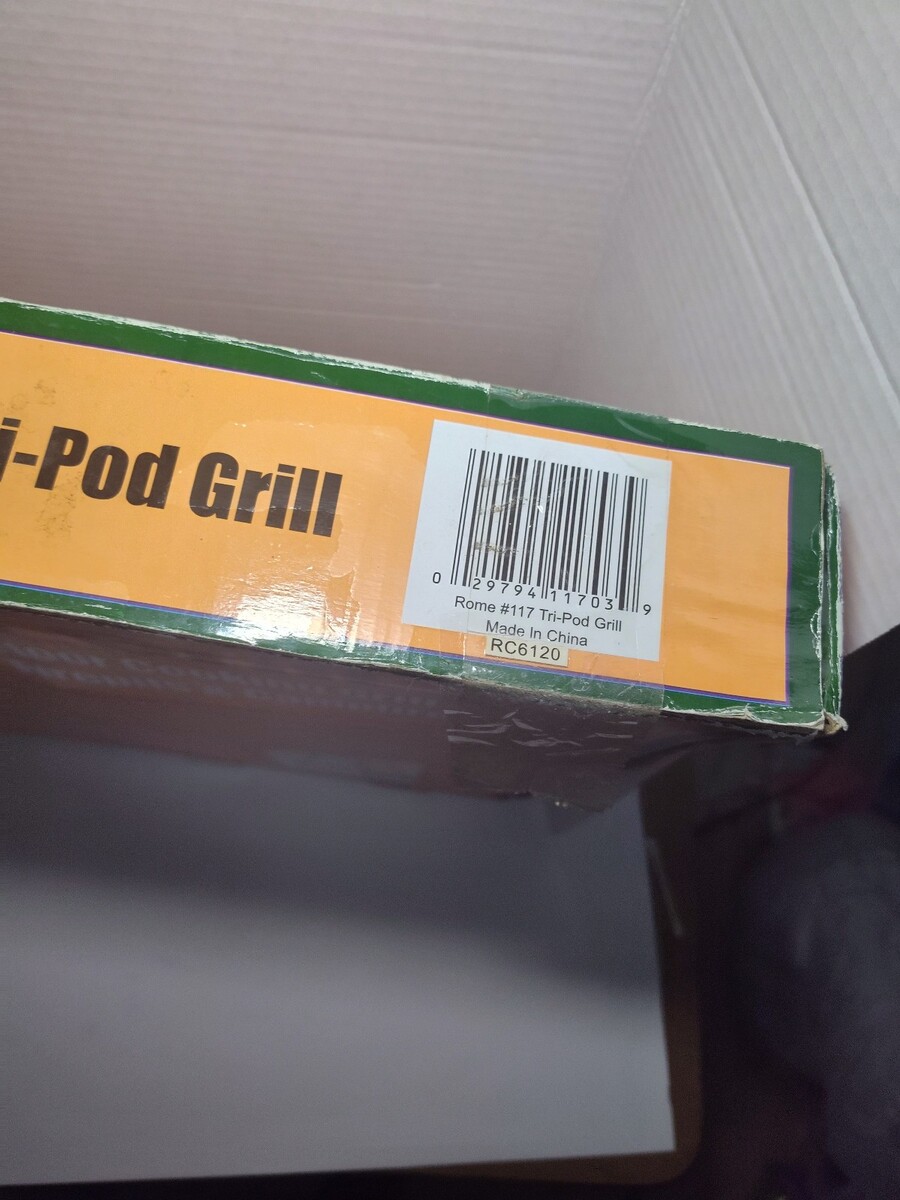 i-Pod Grill
0 29794 11703 9
Rome #117 Tri-Pod Grill
Made In China
RC6120